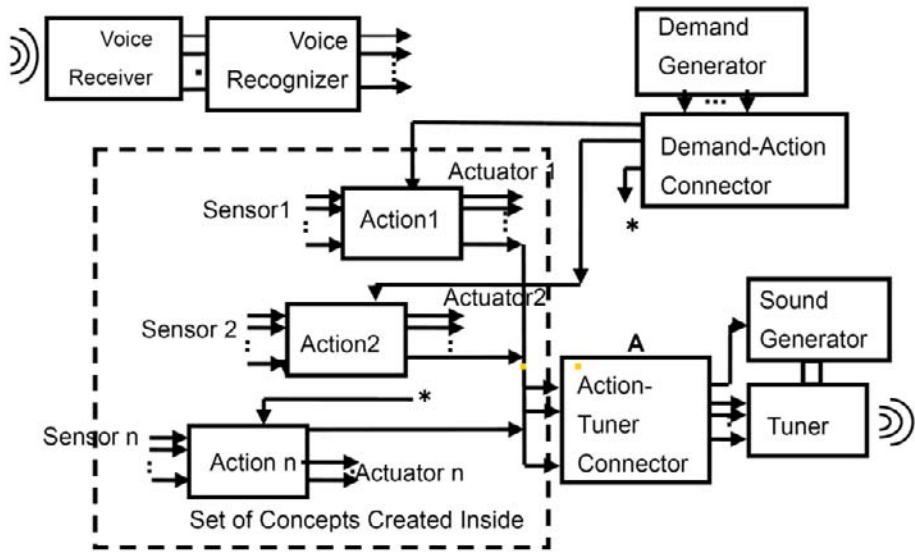 Voice
Receiver
Voice
Recognizer
Demand
Generator
Demand-Action
Connector
*
Actuator 1
Sensor1
Action1
Actuator2
Sensor 2
Action2
Sound
Generator
A
Action-
Tuner
Connector
Tuner
*
Sensor n
Action n
Actuator n
Set of Concepts Created Inside